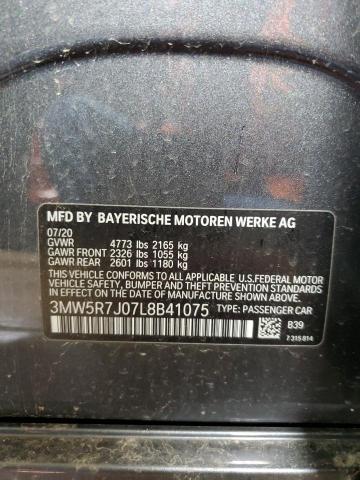 MFD BY BAYERISCHE MOTOREN WERKE AG
07/20
GVWR 4773 lbs 2165 kg
GAWR FRONT 2326 lbs 1055 kg
GAWR REAR 2601 lbs 1180 kg
THIS VEHICLE CONFORMS TO ALL APPLICABLE U.S.FEDERAL MOTOR
VEHICLE SAFETY, BUMPER AND THEFT PREVENTION STANDARDS IN
EFFECT ON THE DATE OF MANUFACTURE SHOWN ABOVE.
3MW5R7J07L8B41075 TYPE: PASSENGER CAR
B39
7 315 814